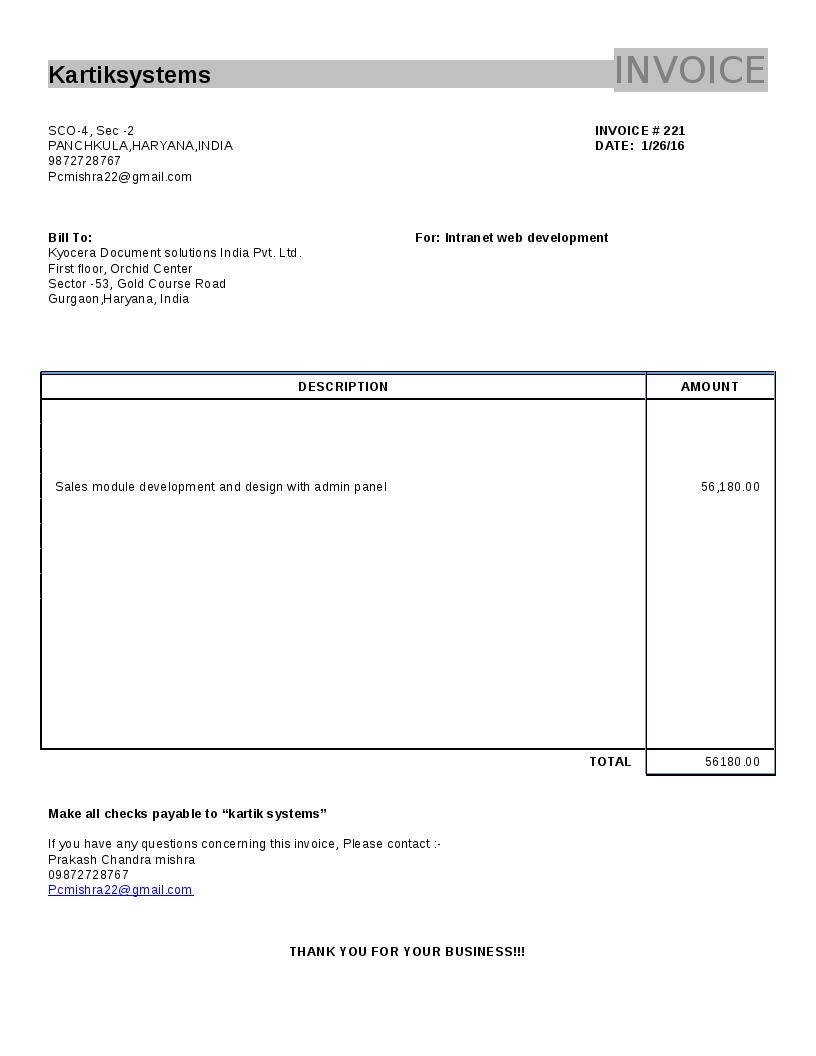 Kartiksystems INVOICE
SCO-4, Sec -2 INVOICE # 221
PANCHKULA,HARYANA,INDIA DATE: 1/26/16
9872728767
Pcmishra22@gmail.com
Bill To: For: Intranet web development
Kyocera Document solutions India Pvt. Ltd.
First floor, Orchid Center
Sector -53, Gold Course Road
Gurgaon,Haryana, India
DESCRIPTION AMOUNT
Sales module development and design with admin panel 56,180.00
TOTAL 56180.00
Make all checks payable to “kartik systems”
If you have any questions concerning this invoice, Please contact :-
Prakash Chandra mishra
09872728767
Pcmishra22@gmail.com
THANK YOU FOR YOUR BUSINESS!!!